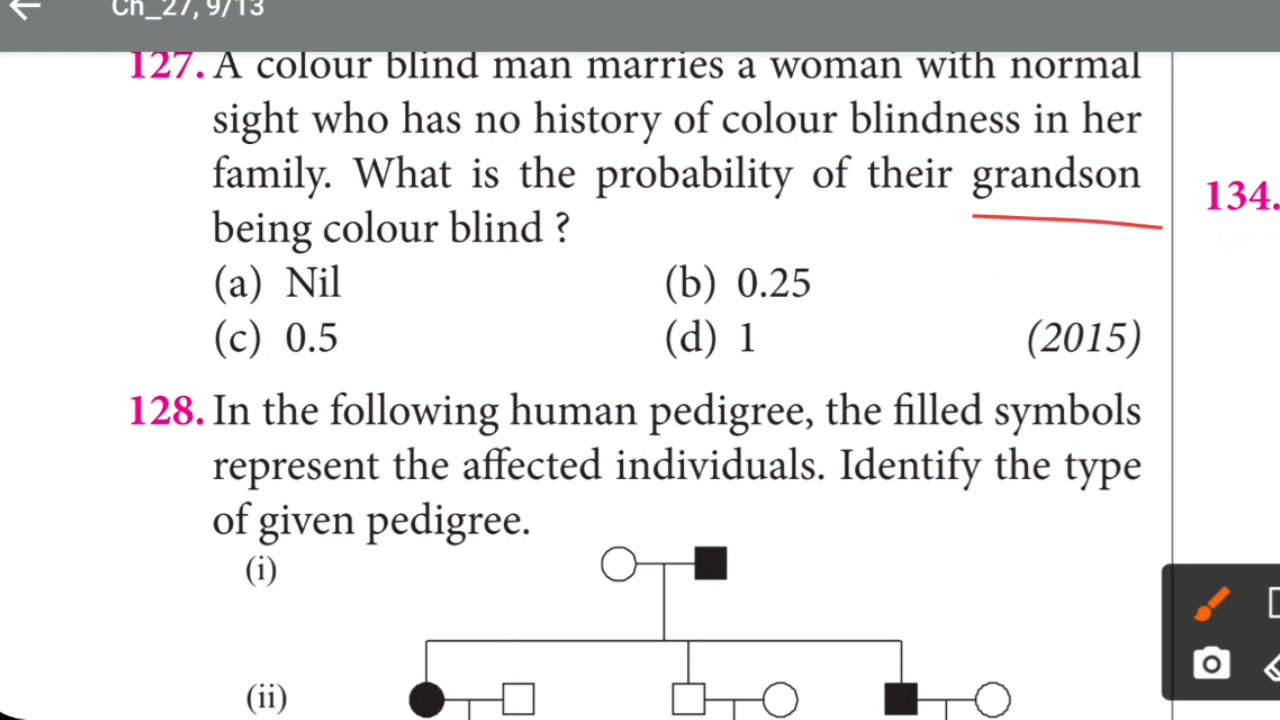 Ch_27, 9/13
127. A colour blind man marries a woman with normal
sight who has no history of colour blindness in her
family. What is the probability of their grandson
being colour blind ?
(a) Nil (b) 0.25
(c) 0.5 (d) 1 (2015)
128. In the following human pedigree, the filled symbols
represent the affected individuals. Identify the type
of given pedigree.
(i)
(ii)
134.